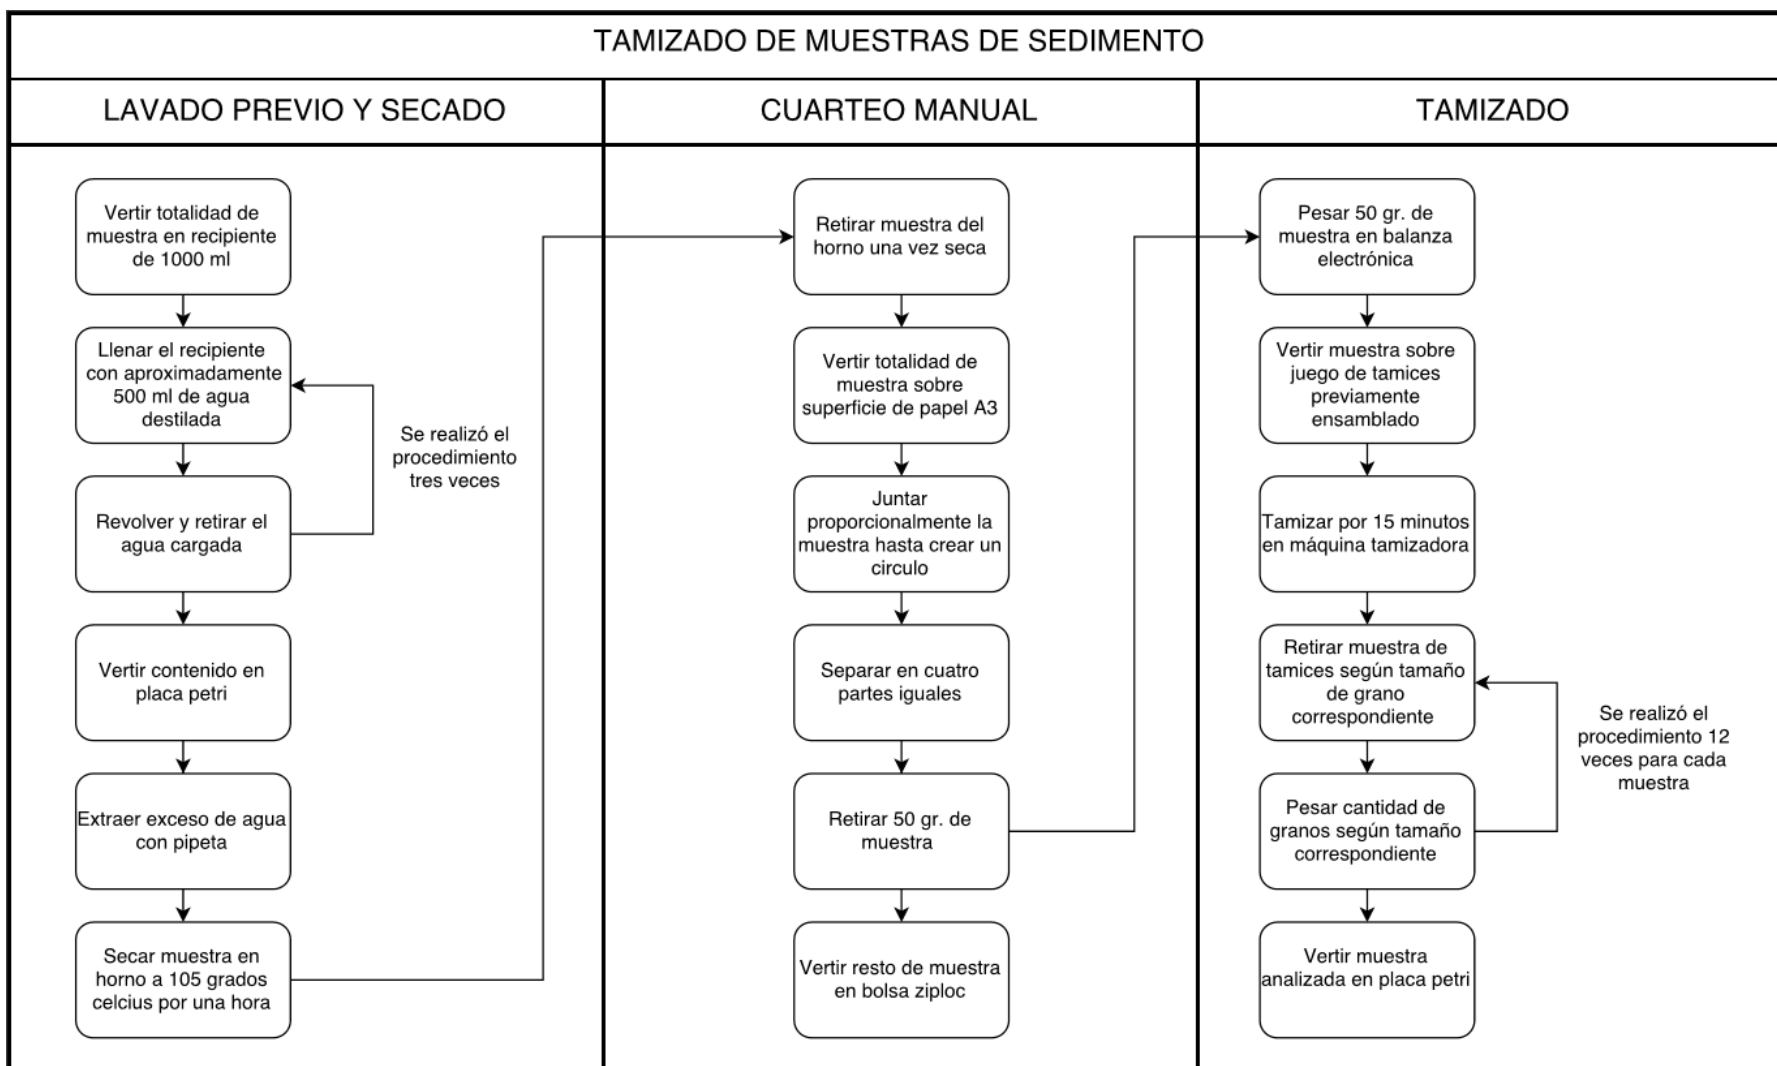 TAMIZADO DE MUESTRAS DE SEDIMENTO
LAVADO PREVIO Y SECADO
CUARTEO MANUAL
TAMIZADO
Vertir totalidad de
muestra en recipiente
de 1000 ml
Llenar el recipiente
con aproximadamente
500 ml de agua
destilada
Se realizó el
procedimiento
tres veces
Revolver y retirar el
agua cargada
Vertir contenido en
placa petri
Extraer exceso de agua
con pipeta
Secar muestra en
horno a 105 grados
celcius por una hora
Retirar muestra del
horno una vez seca
Vertir totalidad de
muestra sobre
superficie de papel A3
Juntar
proporcionalmente la
muestra hasta crear un
circulo
Separar en cuatro
partes iguales
Retirar 50 gr. de
muestra
Vertir resto de muestra
en bolsa ziploc
Pesar 50 gr. de
muestra en balanza
electrónica
Vertir muestra sobre
juego de tamices
previamente
ensamblado
Tamizar por 15 minutos
en máquina tamizadora
Retirar muestra de
tamices según tamaño
de grano
correspondiente
Se realizó el
procedimiento 12
veces para cada
muestra
Pesar cantidad de
granos según tamaño
correspondiente
Vertir muestra
analizada en placa petri